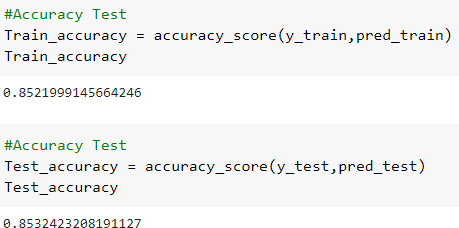 #Accuracy Test
Train_accuracy = accuracy_score(y_train,pred_train)
Train_accuracy
0.8521999145664246
#Accuracy Test
Test_accuracy = accuracy_score(y_test,pred_test)
Test_accuracy
0.8532423208191127